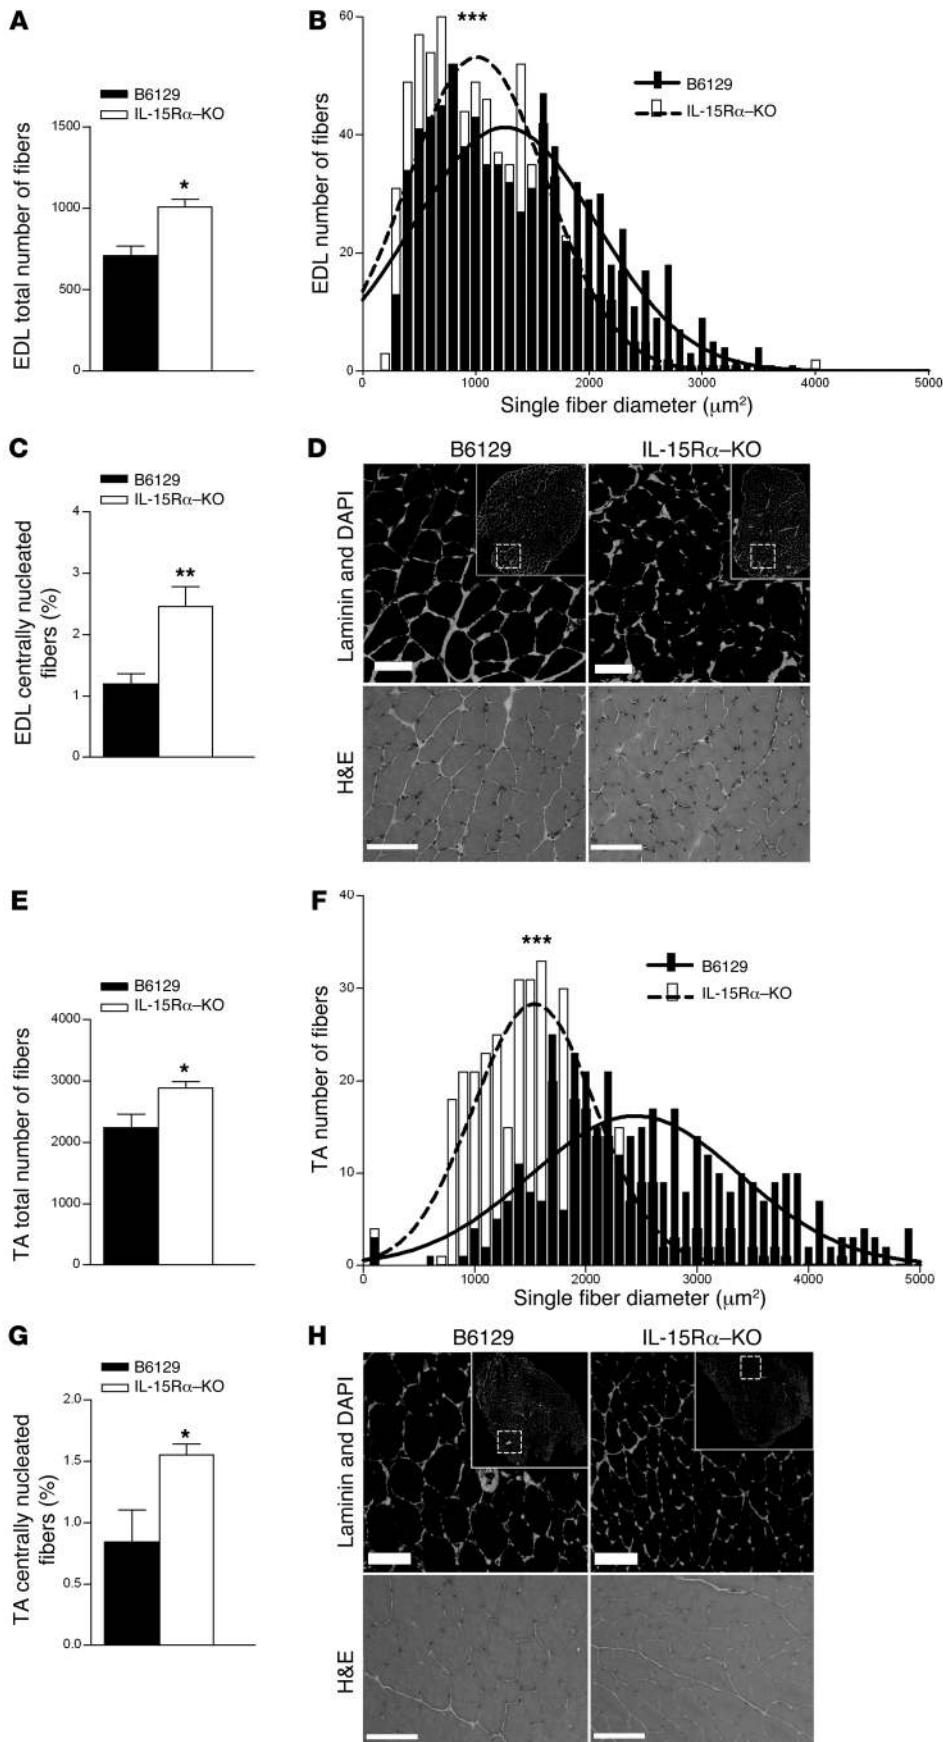 A
B6129
IL-15Rα–KO
EDL total number of fibers
1500
1000
500
0
*
B
***
B6129
IL-15Rα–KO
EDL number of fibers
60
40
20
0
0 1000 2000 3000 4000 5000
Single fiber diameter (μm²)
C
B6129
IL-15Rα–KO
EDL centrally nucleated
fibers (%)
4
3
2
1
0
**
D
B6129 IL-15Rα–KO
Laminin and DAPI
H&E
E
B6129
IL-15Rα–KO
TA total number of fibers
4000
3000
2000
1000
0
*
F
***
B6129
IL-15Rα–KO
TA number of fibers
40
30
20
10
0
0 1000 2000 3000 4000 5000
Single fiber diameter (μm²)
G
B6129
IL-15Rα–KO
TA centrally nucleated
fibers (%)
2.0
1.5
1.0
0.5
0.0
*
H
B6129 IL-15Rα–KO
Laminin and DAPI
H&E